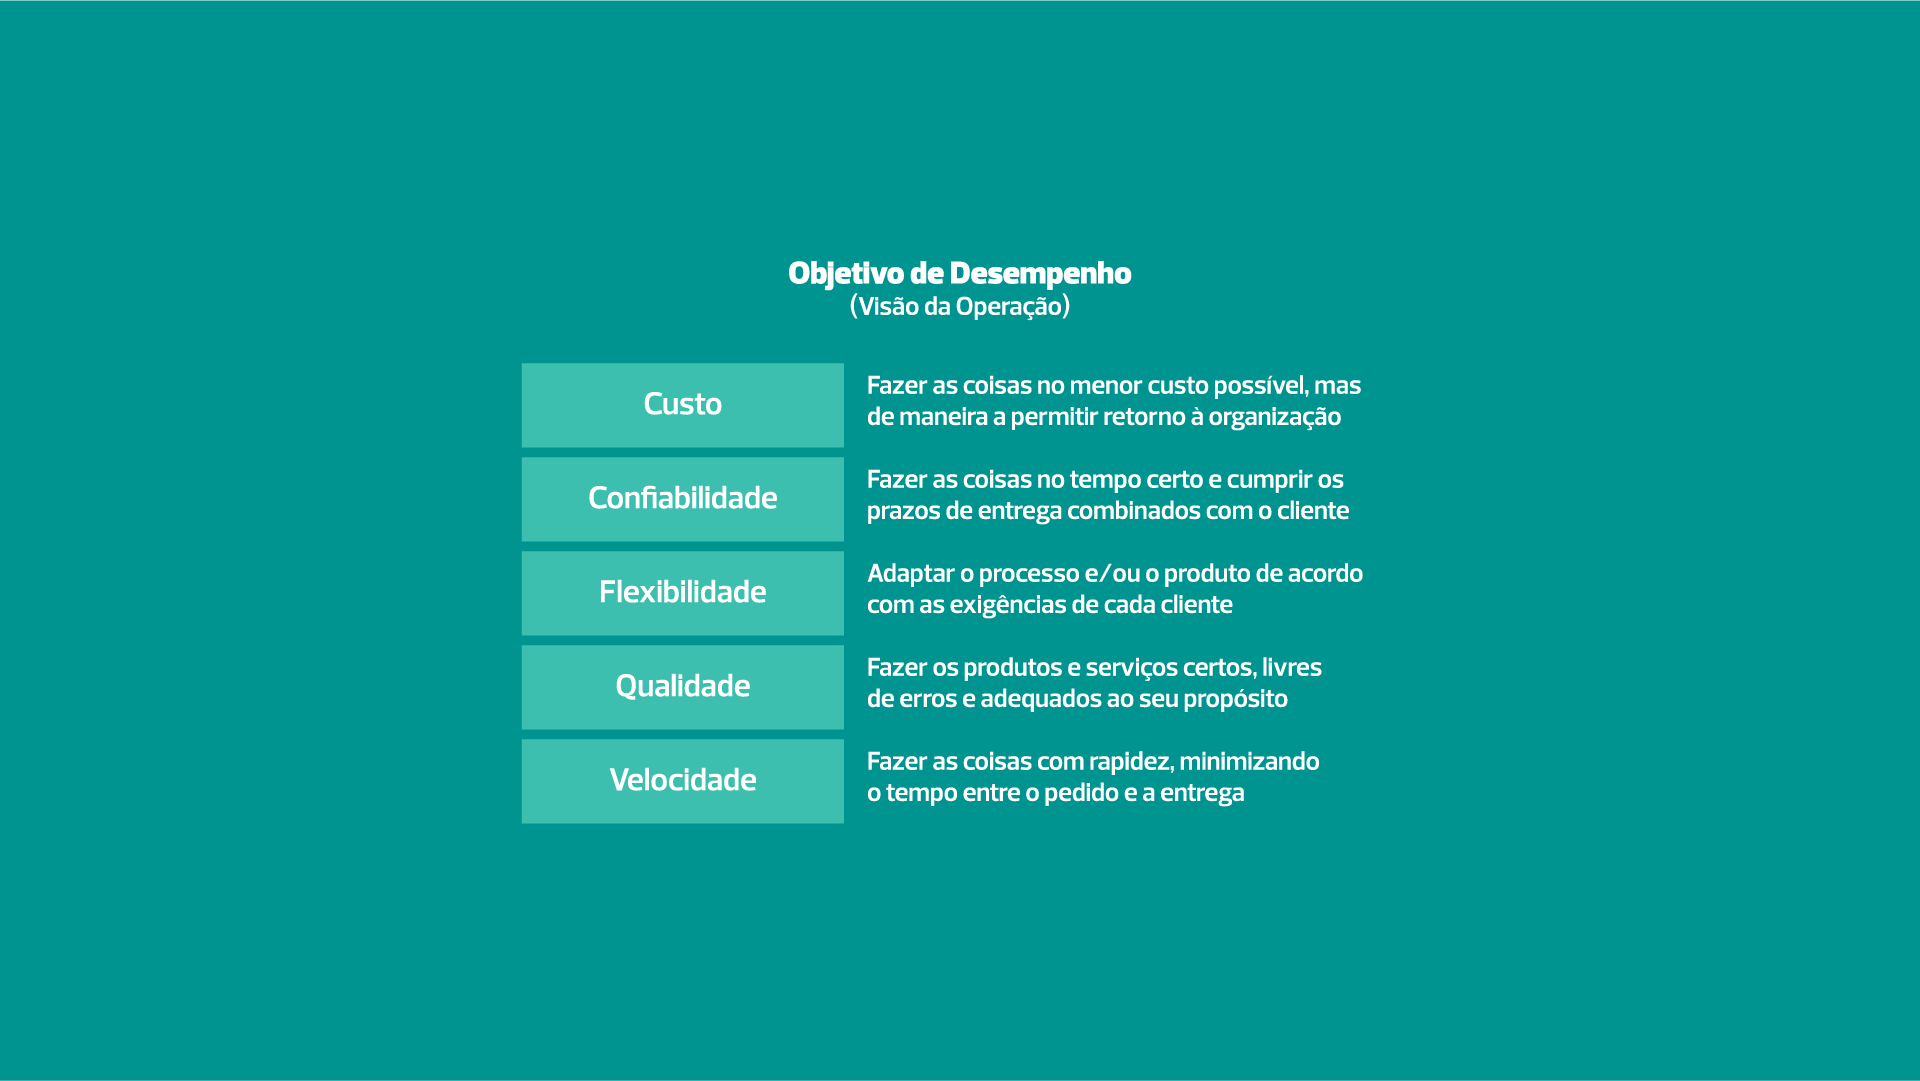 Objetivo de Desempenho
(Visão da Operação)
Custo
Fazer as coisas no menor custo possível, mas
de maneira a permitir retorno à organização
Confiabilidade
Fazer as coisas no tempo certo e cumprir os
prazos de entrega combinados com o cliente
Flexibilidade
Adaptar o processo e/ou o produto de acordo
com as exigências de cada cliente
Qualidade
Fazer os produtos e serviços certos, livres
de erros e adequados ao seu propósito
Velocidade
Fazer as coisas com rapidez, minimizando
o tempo entre o pedido e a entrega